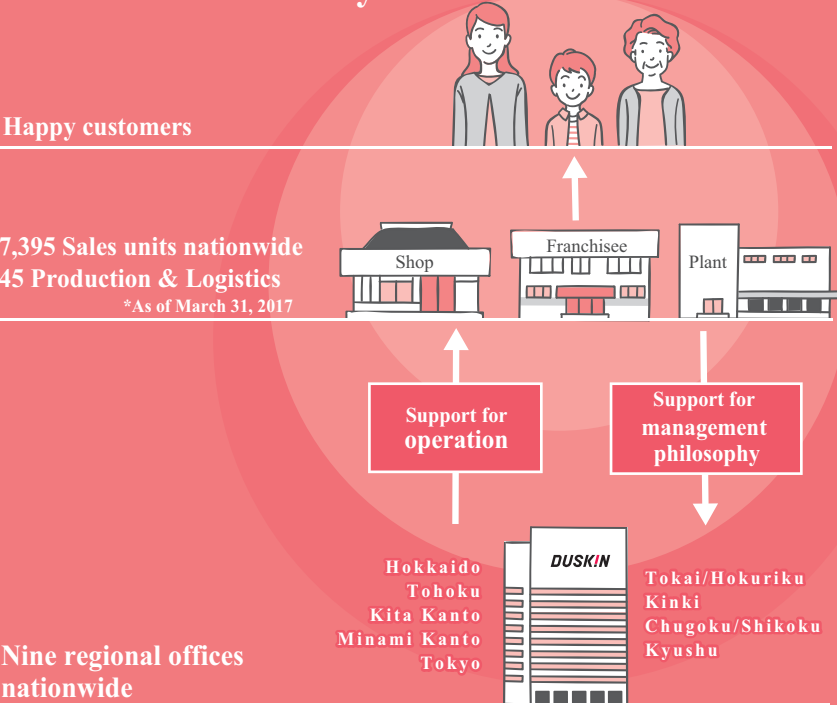 y
Happy customers
7,395 Sales units nationwide
45 Production & Logistics
*As of March 31, 2017
Shop
Franchisee
Plant
Support for
operation
Support for
management
philosophy
DUSKIN
Hokkaido
Tohoku
Kita Kanto
Minami Kanto
Tokyo
Tokai/Hokuriku
Kinki
Chugoku/Shikoku
Kyushu
Nine regional offices
nationwide